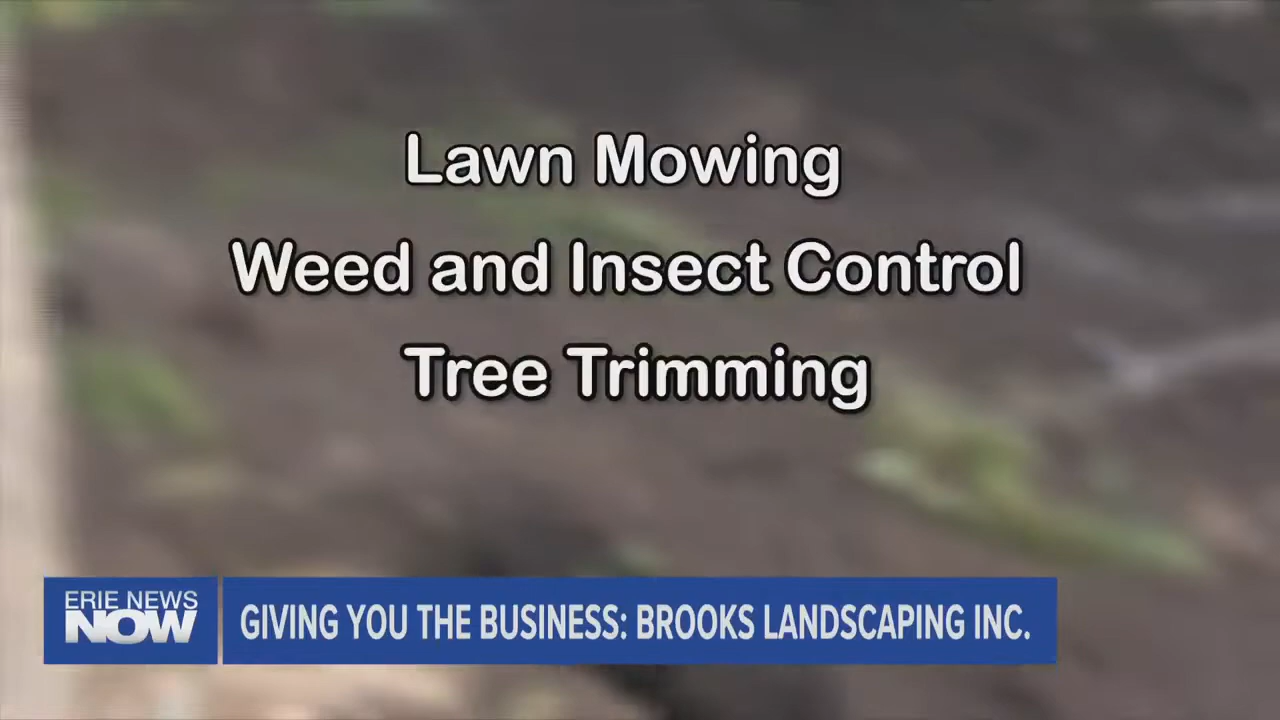 Lawn Mowing
Weed and Insect Control
Tree Trimming
ERIE NEWS
NOW
GIVING YOU THE BUSINESS: BROOKS LANDSCAPING INC.